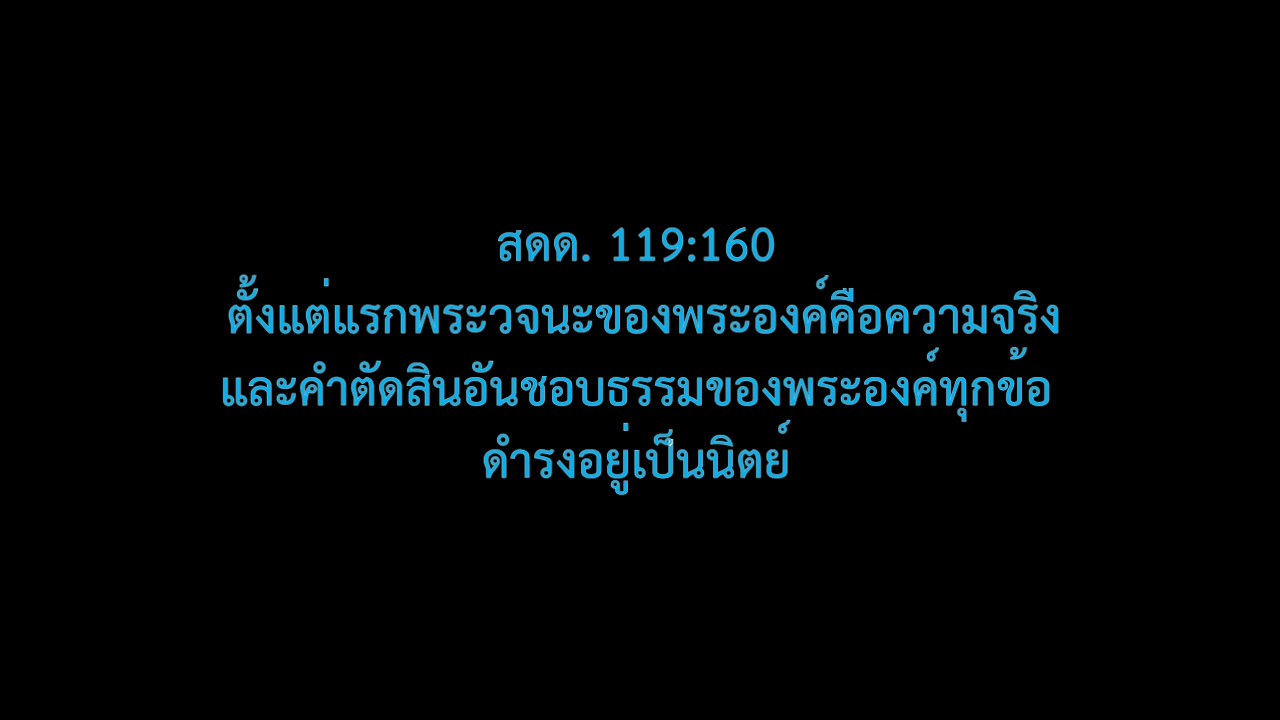 สดด. 119:160
ตั้งแต่แรกพระวจนะของพระองค์คือความจริง
และคำตัดสินอันชอบธรรมของพระองค์ทุกข้อ
ดำรงอยู่เป็นนิตย์